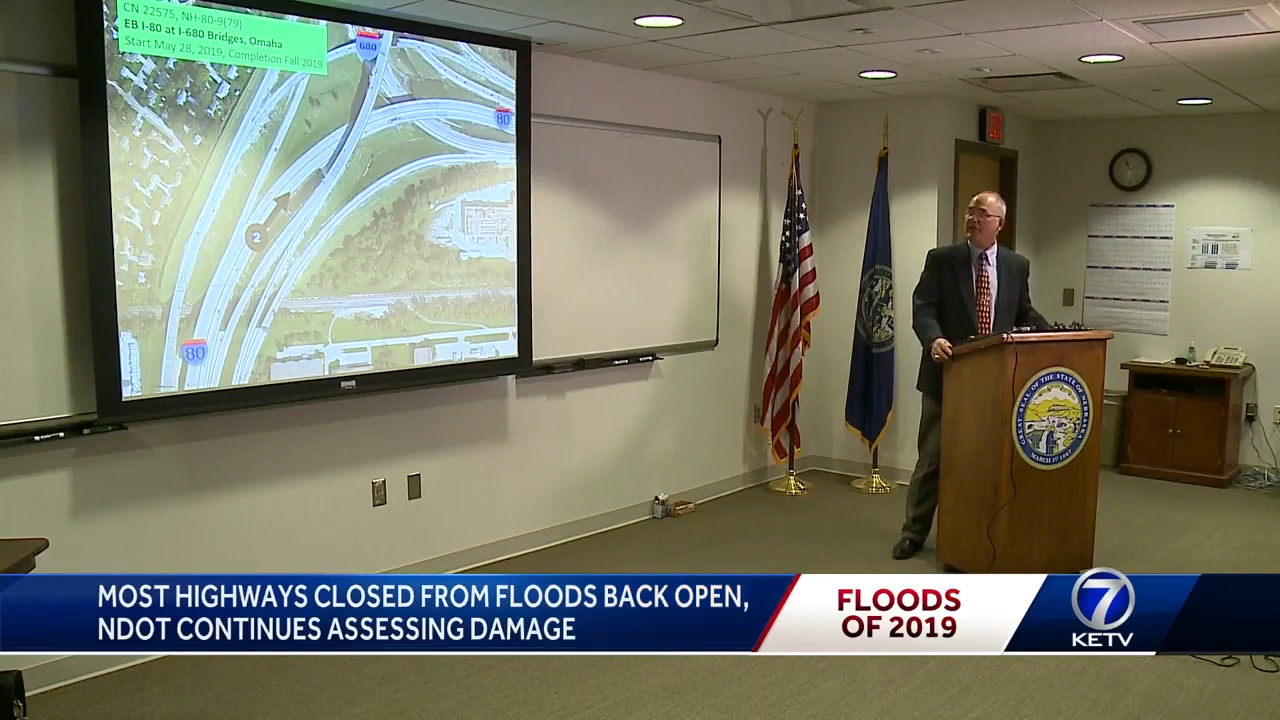 CN 22575, NH-80-9(79)
EB I-80 at I-680 Bridges, Omaha
Start May 28, 2019, Completion Fall 2019
680
80
2
80
EXIT
GREAT SEAL OF THE STATE OF NEBRASKA
MARCH 1ST 1867
MOST HIGHWAYS CLOSED FROM FLOODS BACK OPEN,
NDOT CONTINUES ASSESSING DAMAGE
FLOODS
OF 2019
7
KETV